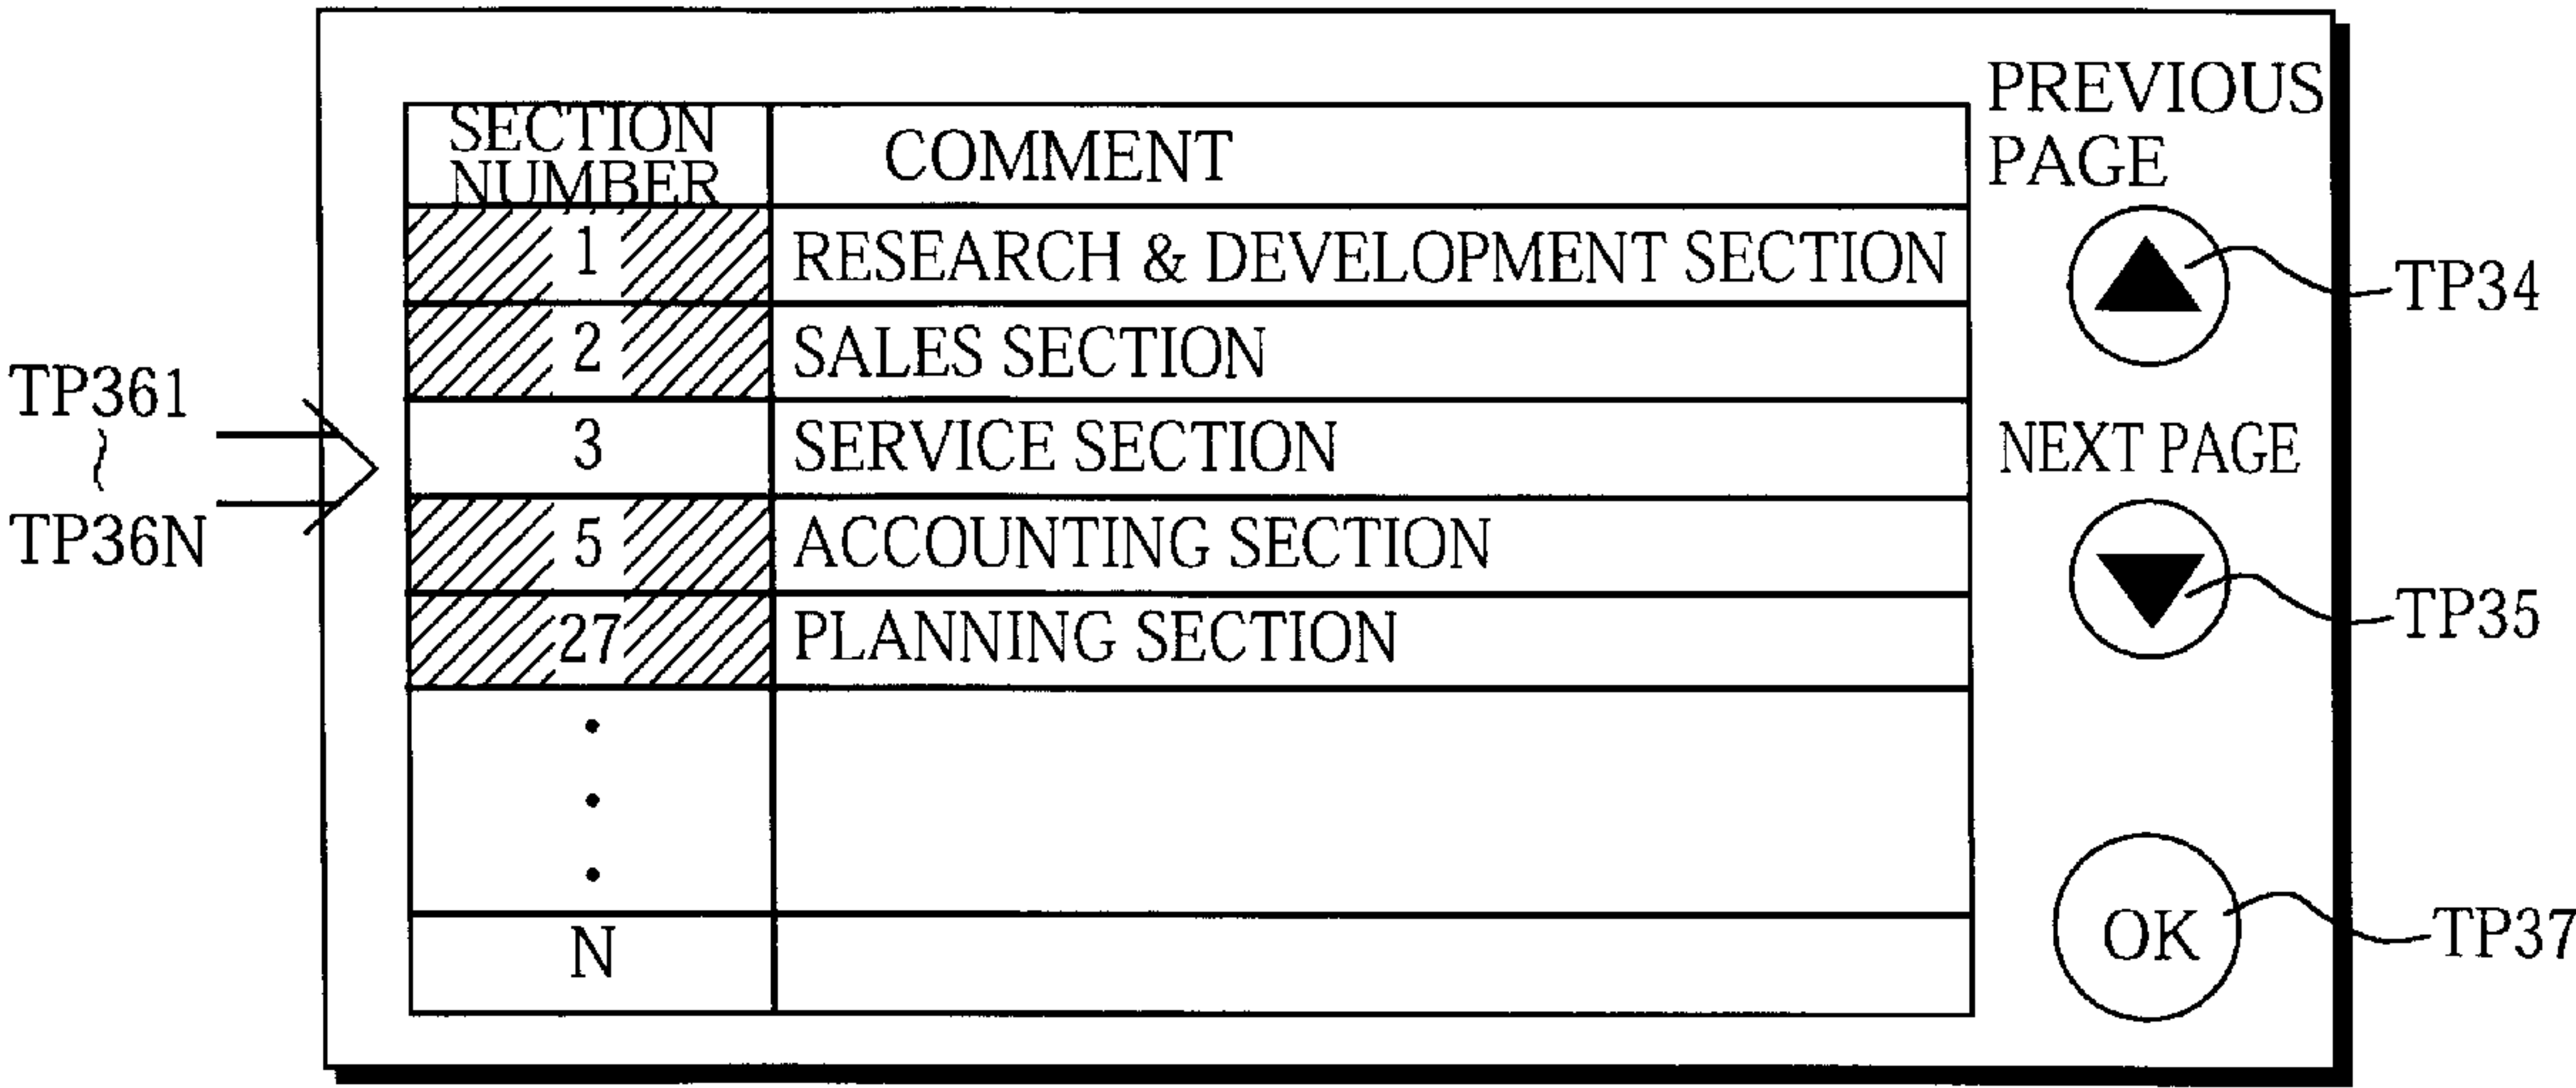 SECTION
NUMBER
COMMENT
1
RESEARCH & DEVELOPMENT SECTION
2
SALES SECTION
3
SERVICE SECTION
5
ACCOUNTING SECTION
27
PLANNING SECTION
N
PREVIOUS
PAGE
TP34
NEXT PAGE
TP35
OK
TP37
TP361
TP36N